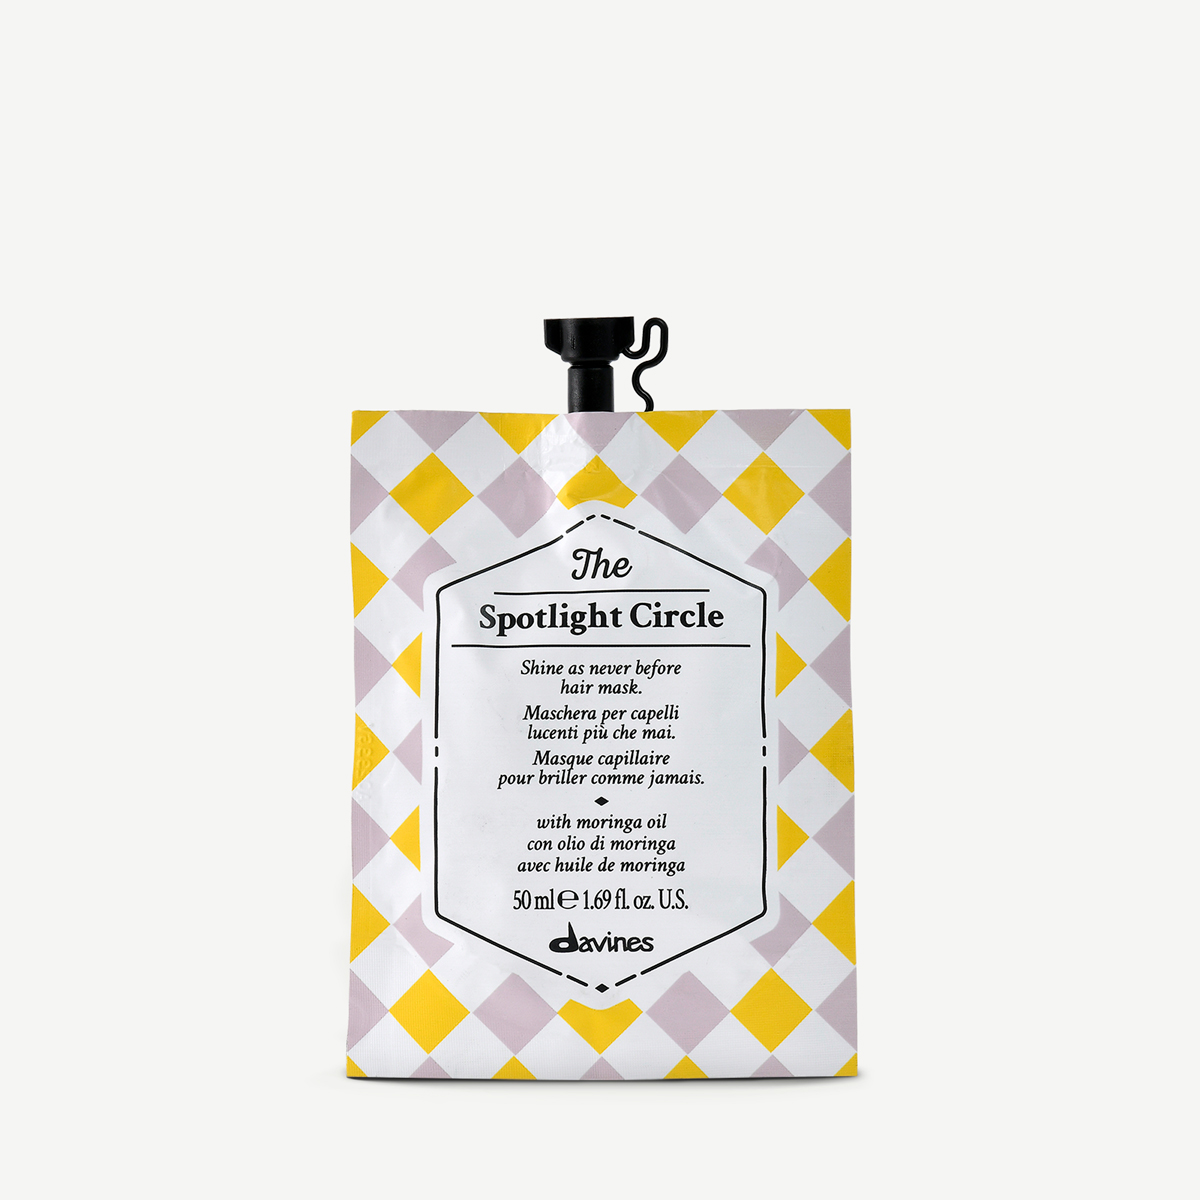 The
Spotlight Circle
Shine as never before
hair mask.
Maschera per capelli
lucenti più che mai.
Masque capillaire
pour briller comme jamais.
with moringa oil
con olio di moringa
avec huile de moringa
50 ml ℮ 1.69 fl. oz. U.S.
davines